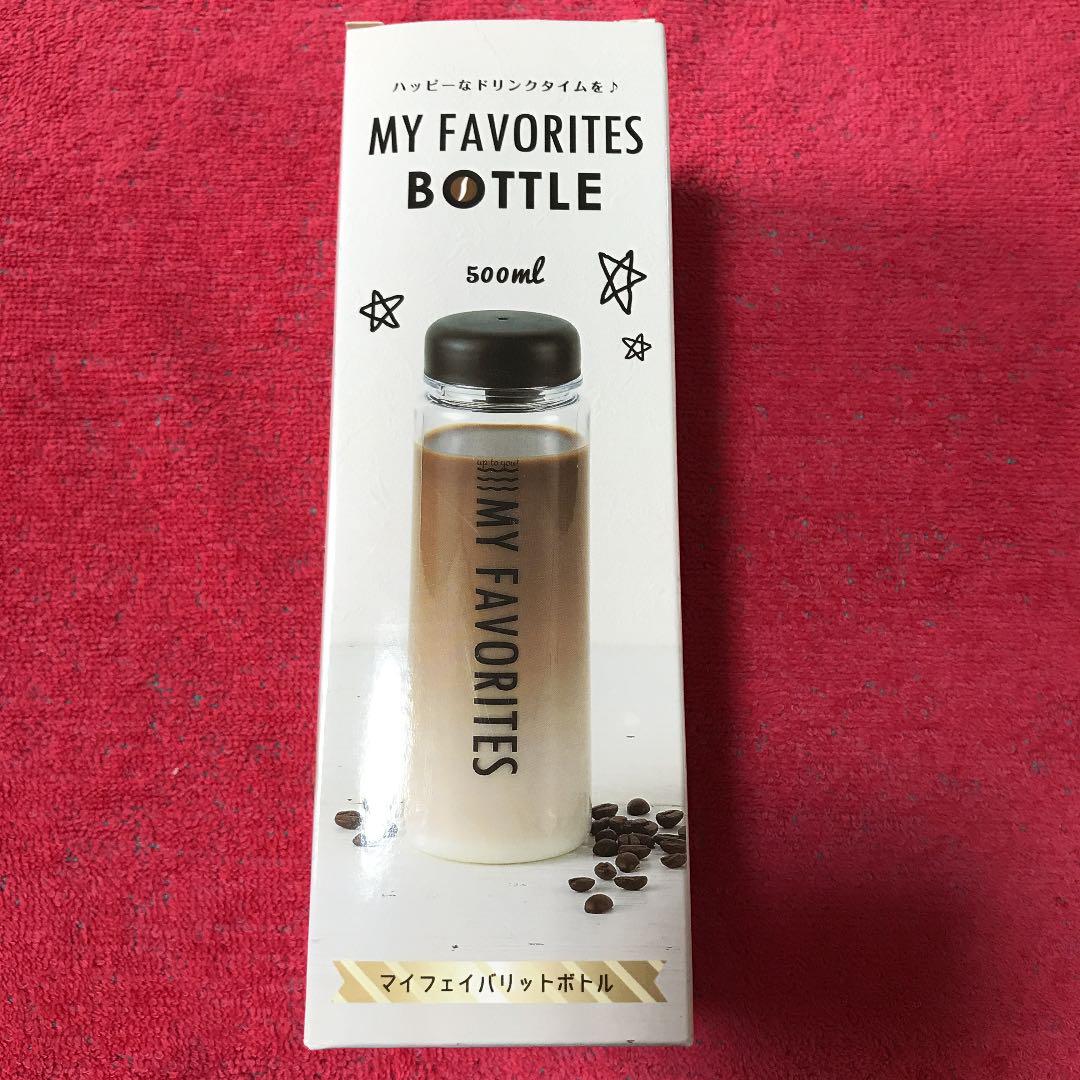 ハッピーなドリンクタイムを♪
MY FAVORITES
BOTTLE
500ml
up to you!
MY FAVORITES
マイフェイバリットボトル